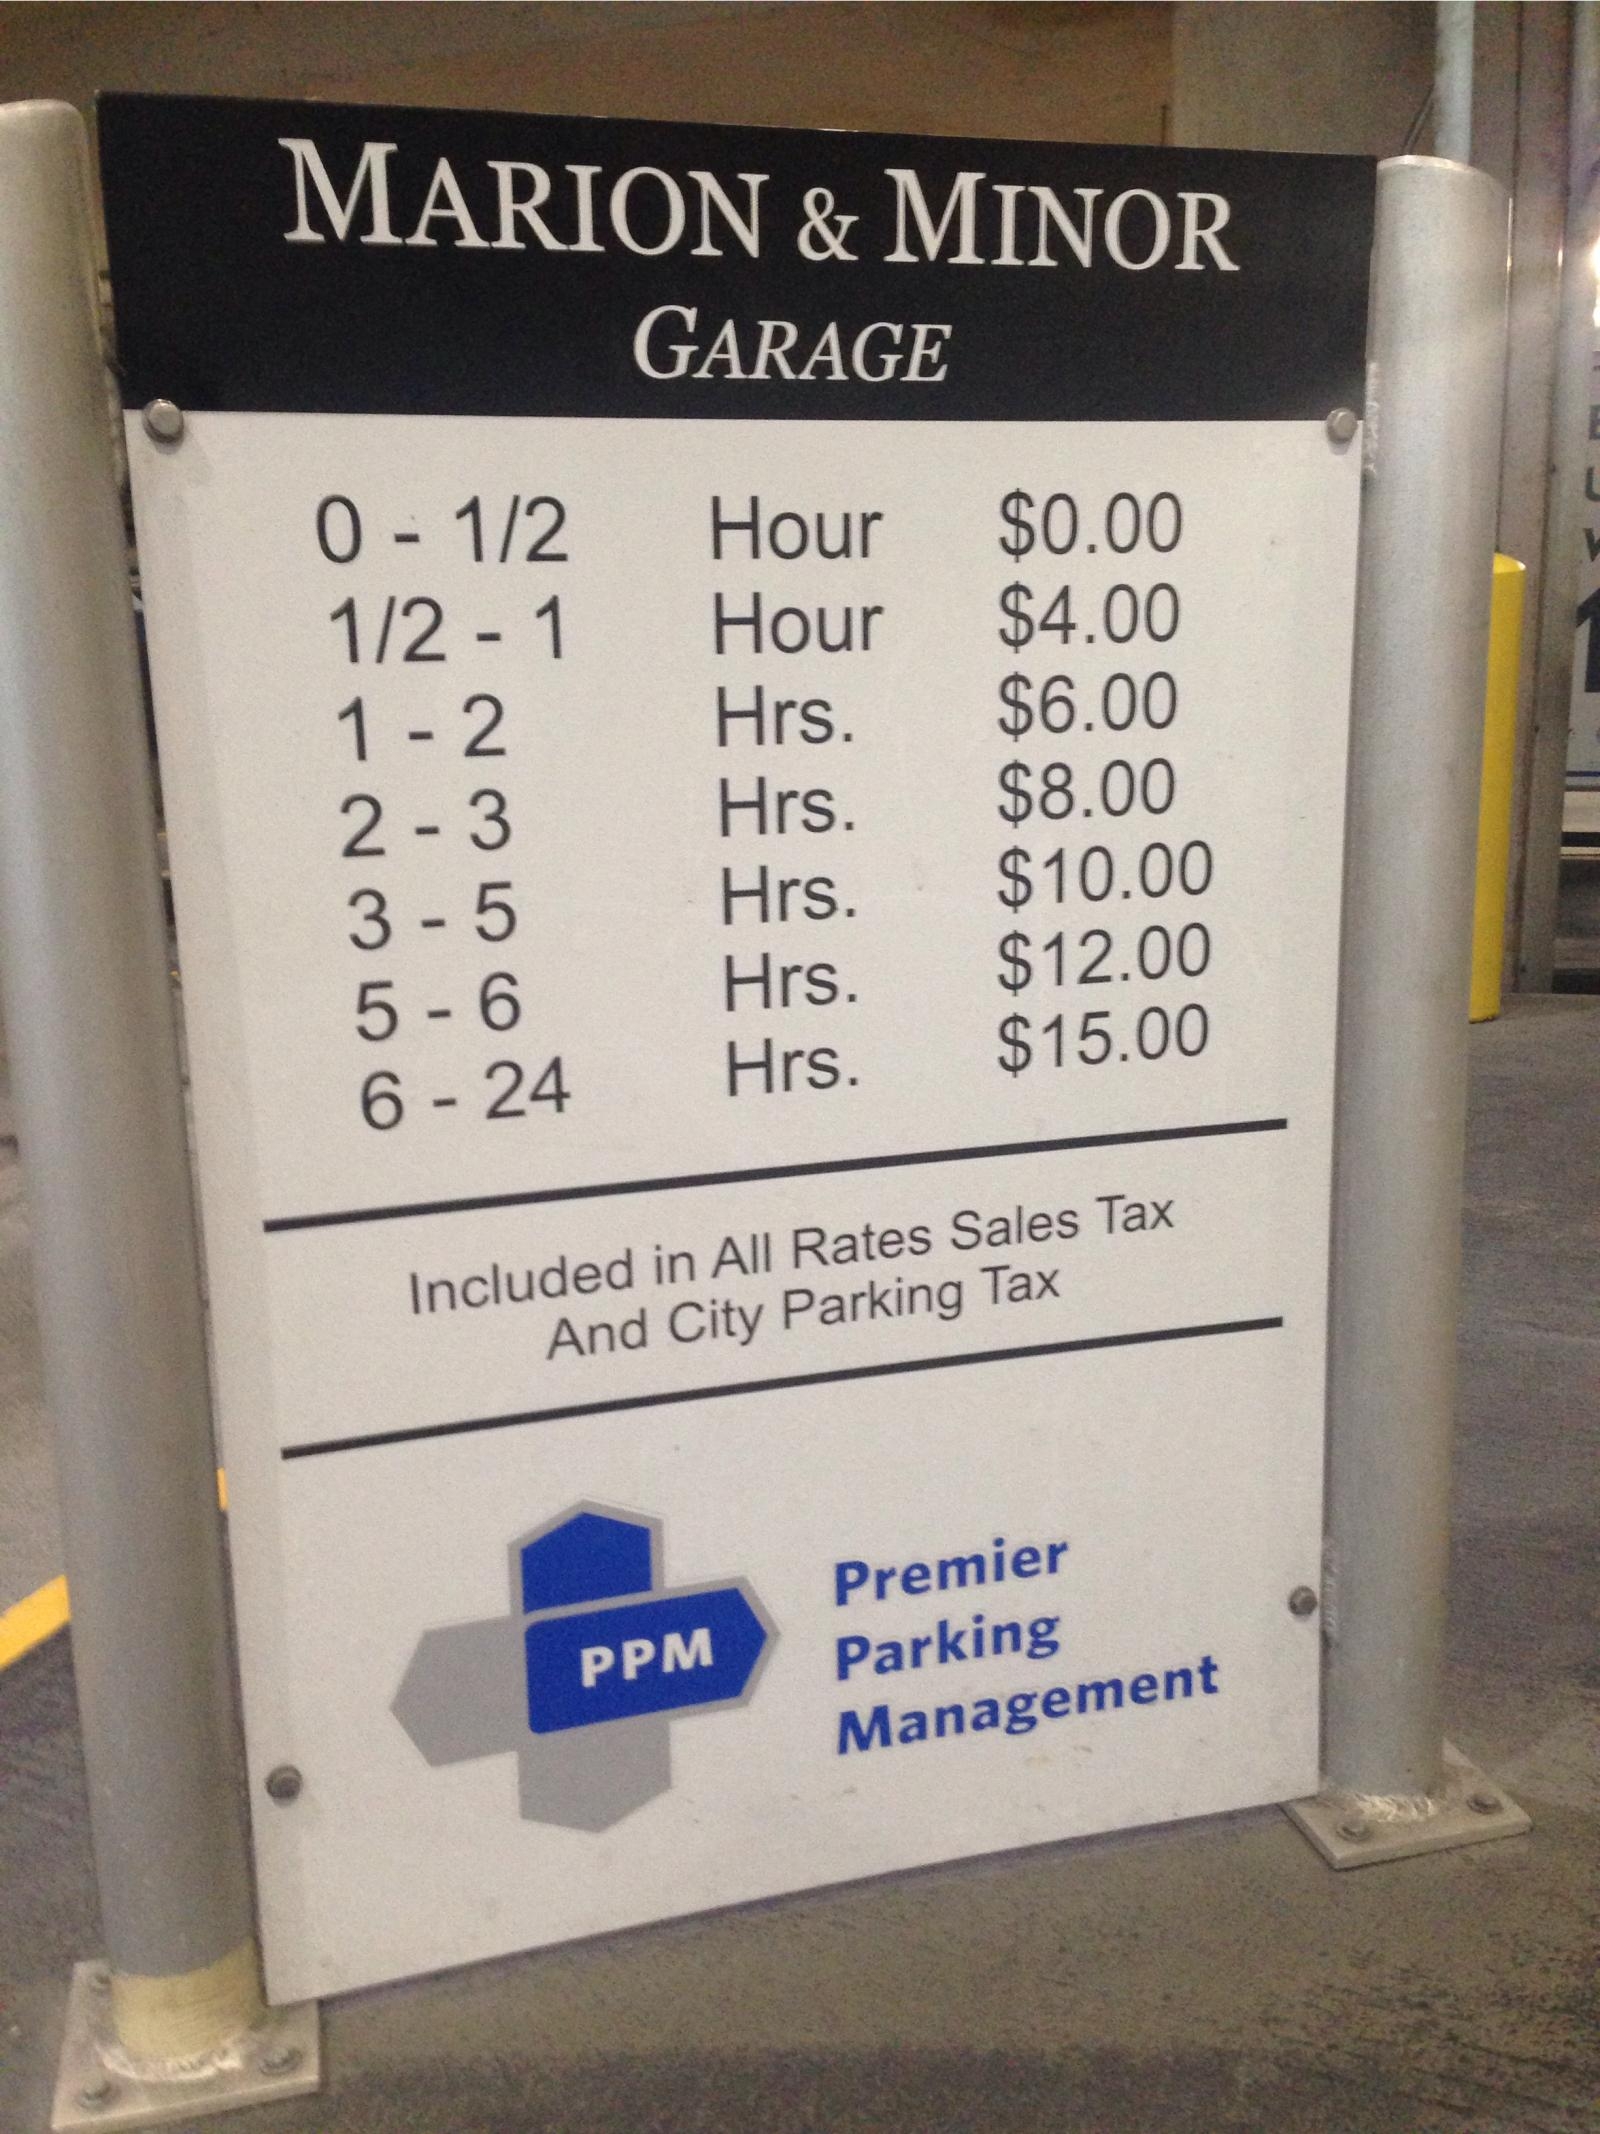 MARION & MINOR
GARAGE
0 - 1/2 Hour $0.00
1/2 - 1 Hour $4.00
1 - 2 Hrs. $6.00
2 - 3 Hrs. $8.00
3 - 5 Hrs. $10.00
5 - 6 Hrs. $12.00
6 - 24 Hrs. $15.00
Included in All Rates Sales Tax
And City Parking Tax
PPM
Premier
Parking
Management